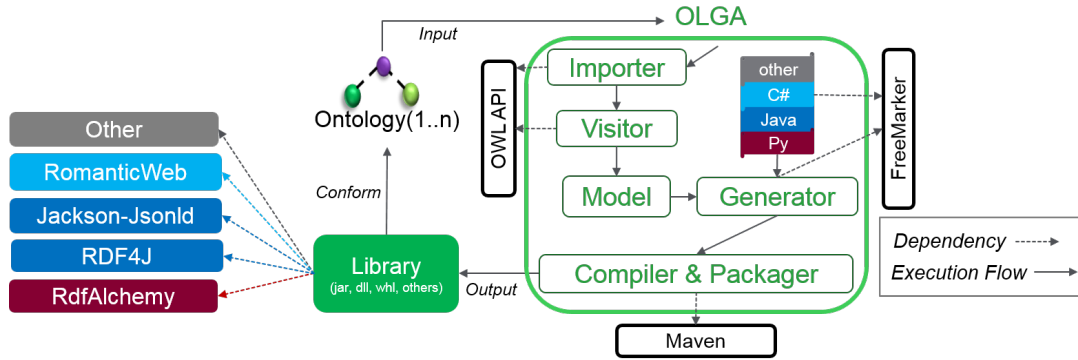 Input
OLGA
Importer
other
C#
Java
Py
OWL API
FreeMarker
Visitor
Ontology(1..n)
Other
RomanticWeb
Jackson-Jsonld
RDF4J
RdfAlchemy
Conform
Model
Generator
Library
(jar, dll, whl, others)
Output
Compiler & Packager
Maven
Dependency
Execution Flow